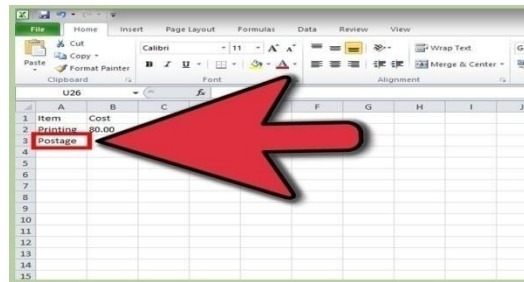 File Home Insert Page Layout Formulas Data Review View
Cut
Copy
Format Painter
Paste
Calibri 11 A A
B I U A
Wrap Text
Merge & Center
Clipboard Font Alignment
U26 fx
A B C F G H I J
1 Item Cost
2 Printing 80.00
3 Postage
4
5
6
7
8
9
10
11
12
13
14
15